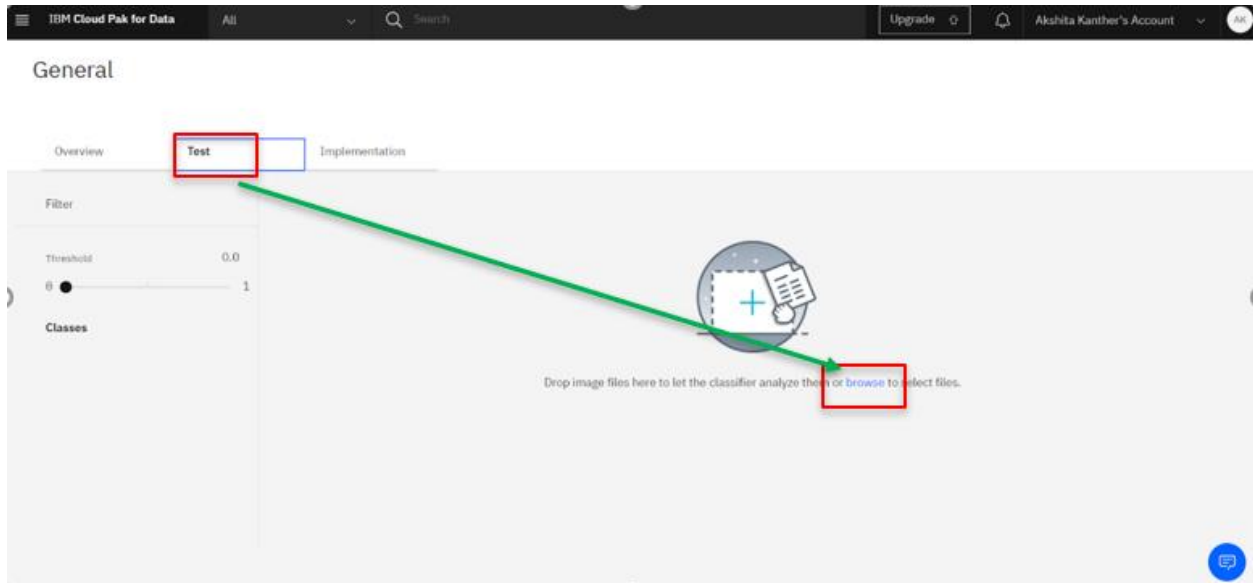 IBM Cloud Pak for Data All Search Upgrade Akshita Kanther's Account AK
General
Overview Test Implementation
Filter
Threshold 0.0
0 1
Classes
Drop image files here to let the classifier analyze them or browse to select files.